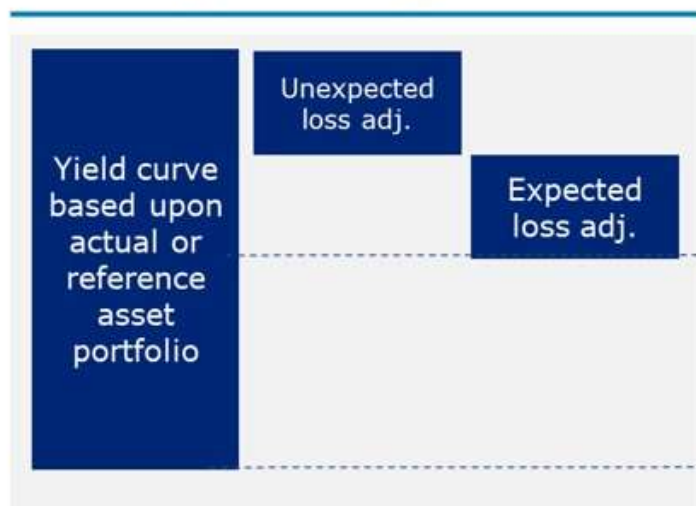 Yield curve
based upon
actual or
reference
asset
portfolio
Unexpected
loss adj.
Expected
loss adj.